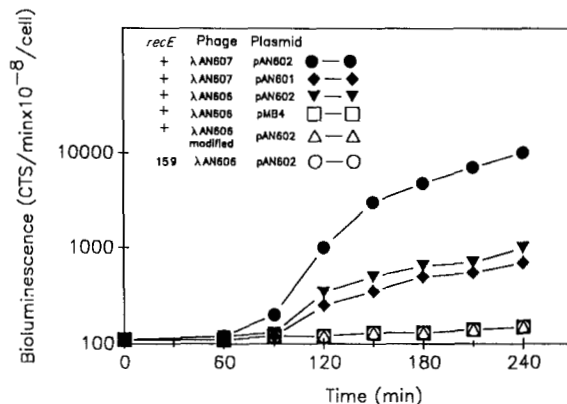 recE Phage Plasmid
+ λAN607 pAN602
+ λAN607 pAN601
+ λAN606 pAN602
+ λAN606 pMB4
+ λAN606 modified pAN602
159 λAN606 pAN602
Bioluminescence (CTS/minx10⁻⁸/cell)
10000
1000
100
0 60 120 180 240
Time (min)